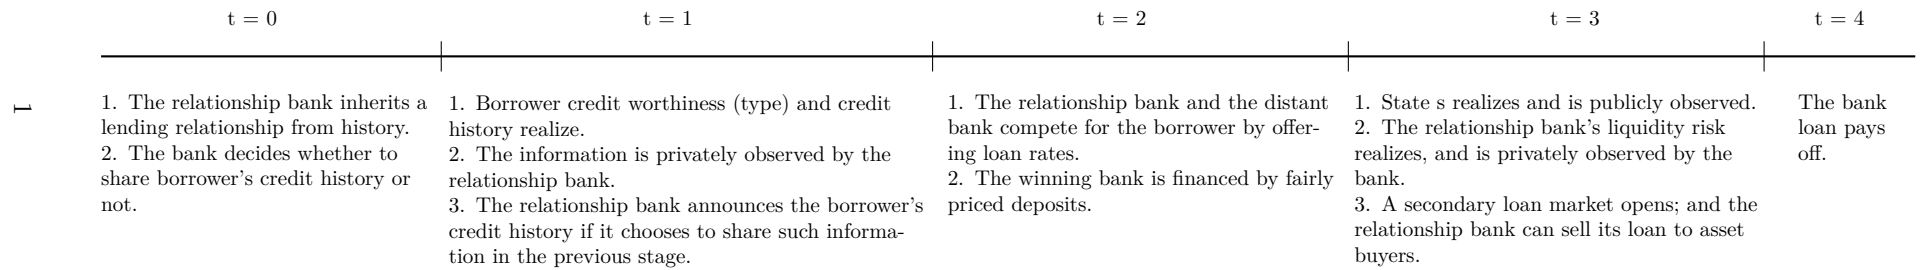 t = 0
t = 1
t = 2
t = 3
t = 4
1. The relationship bank inherits a
lending relationship from history.
2. The bank decides whether to
share borrower's credit history or
not.
1. Borrower credit worthiness (type) and credit
history realize.
2. The information is privately observed by the
relationship bank.
3. The relationship bank announces the borrower's
credit history if it chooses to share such informa-
tion in the previous stage.
1. The relationship bank and the distant
bank compete for the borrower by offer-
ing loan rates.
2. The winning bank is financed by fairly
priced deposits.
1. State s realizes and is publicly observed.
2. The relationship bank's liquidity risk
realizes, and is privately observed by the
bank.
3. A secondary loan market opens; and the
relationship bank can sell its loan to asset
buyers.
The bank
loan pays
off.
1